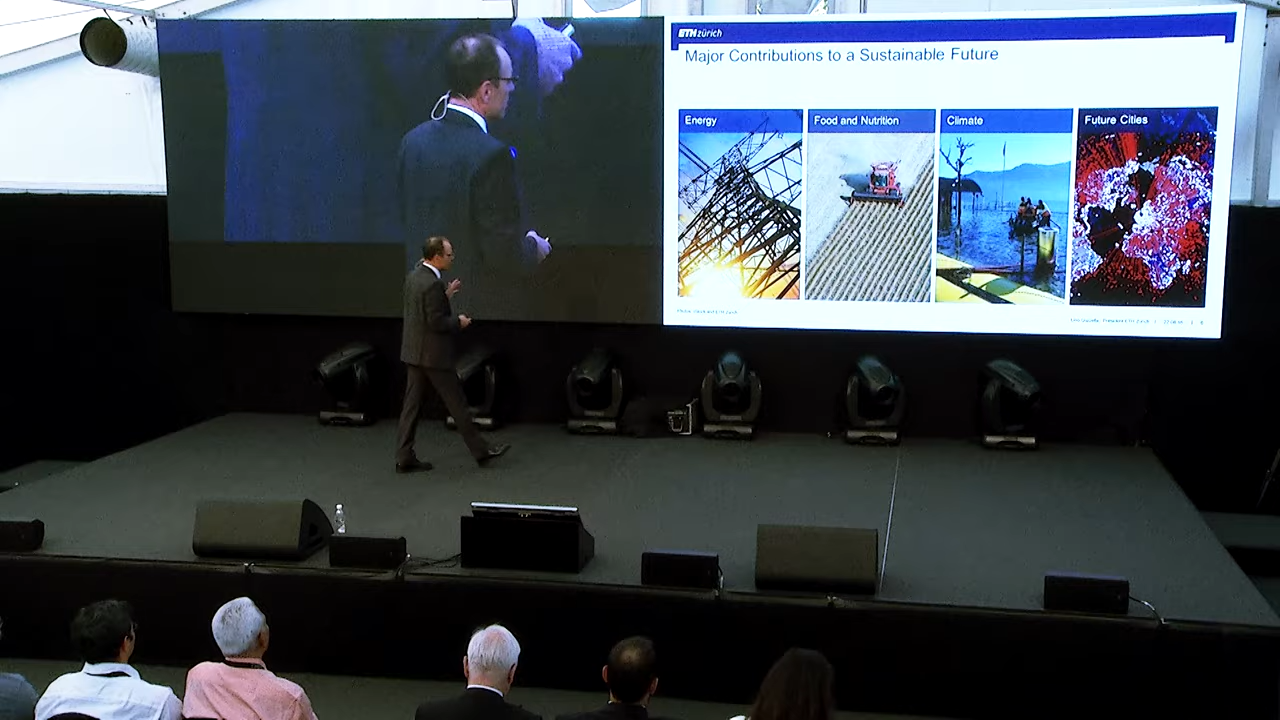 ETH zürich
Major Contributions to a Sustainable Future
Energy
Food and Nutrition
Climate
Future Cities